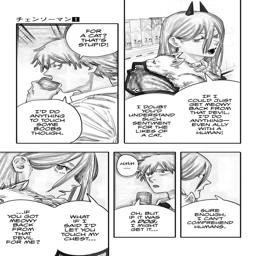 チェンソーマン 1
IF I
COULD JUST
GET MEOWY
BACK FROM
THAT DEVIL,
I'D DO
ANYTHING—
EVEN ALLY
WITH A
HUMAN!
I DOUBT
YOU'D
UNDERSTAND
SUCH
SENTIMENT
FOR THE
LIKES OF
A CAT.
FOR
A CAT?
THAT'S
STUPID!
I'D DO
ANYTHING
TO TOUCH
SOME
BOOBS
THOUGH.
SURE
ENOUGH,
I CAN'T
COMPREHEND
HUMANS.
HMM...
OH, BUT
IF IT
WAS A
DOG,
I MIGHT
GET IT...
WHAT
IF I
SAID I'D
LET YOU
TOUCH
MY
CHEST...
IF
YOU GOT
MEOWY
BACK
FROM
THAT
DEVIL
FOR ME?